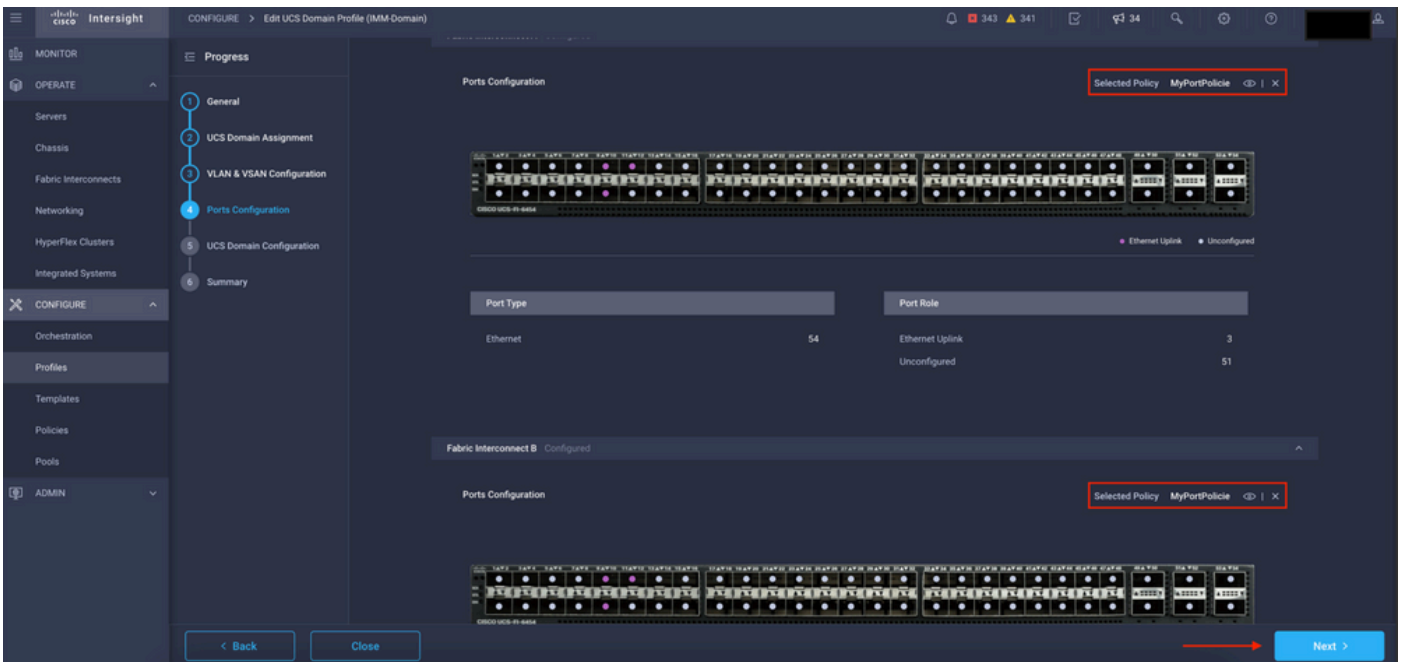 cisco Intersight
CONFIGURE > Edit UCS Domain Profile (IMM-Domain)
343 341
34
MONITOR
OPERATE
Servers
Chassis
Fabric Interconnects
Networking
HyperFlex Clusters
Integrated Systems
CONFIGURE
Orchestration
Profiles
Templates
Policies
Pools
ADMIN
Progress
1 General
2 UCS Domain Assignment
3 VLAN & VSAN Configuration
4 Ports Configuration
5 UCS Domain Configuration
6 Summary
Ports Configuration
Selected Policy MyPortPolicie
CISCO UCS-FI-6454
Ethernet Uplink Unconfigured
Port Type
Ethernet 54
Port Role
Ethernet Uplink 3
Unconfigured 51
Fabric Interconnect B Configured
Ports Configuration
Selected Policy MyPortPolicie
CISCO UCS-FI-6454
< Back
Close
Next >